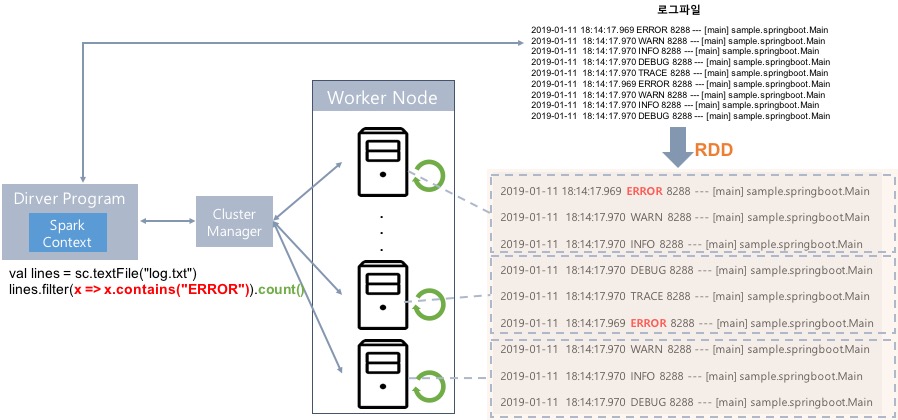 로그파일
2019-01-11 18:14:17.969 ERROR 8288 --- [main] sample.springboot.Main
2019-01-11 18:14:17.970 WARN 8288 --- [main] sample.springboot.Main
2019-01-11 18:14:17.970 INFO 8288 --- [main] sample.springboot.Main
2019-01-11 18:14:17.970 DEBUG 8288 --- [main] sample.springboot.Main
2019-01-11 18:14:17.970 TRACE 8288 --- [main] sample.springboot.Main
2019-01-11 18:14:17.969 ERROR 8288 --- [main] sample.springboot.Main
2019-01-11 18:14:17.970 WARN 8288 --- [main] sample.springboot.Main
2019-01-11 18:14:17.970 INFO 8288 --- [main] sample.springboot.Main
2019-01-11 18:14:17.970 DEBUG 8288 --- [main] sample.springboot.Main
RDD
Worker Node
Dirver Program
Spark
Context
Cluster
Manager
val lines = sc.textFile("log.txt")
lines.filter(x => x.contains("ERROR")).count()
2019-01-11 18:14:17.969 ERROR 8288 --- [main] sample.springboot.Main
2019-01-11 18:14:17.970 WARN 8288 --- [main] sample.springboot.Main
2019-01-11 18:14:17.970 INFO 8288 --- [main] sample.springboot.Main
2019-01-11 18:14:17.970 DEBUG 8288 --- [main] sample.springboot.Main
2019-01-11 18:14:17.970 TRACE 8288 --- [main] sample.springboot.Main
2019-01-11 18:14:17.969 ERROR 8288 --- [main] sample.springboot.Main
2019-01-11 18:14:17.970 WARN 8288 --- [main] sample.springboot.Main
2019-01-11 18:14:17.970 INFO 8288 --- [main] sample.springboot.Main
2019-01-11 18:14:17.970 DEBUG 8288 --- [main] sample.springboot.Main